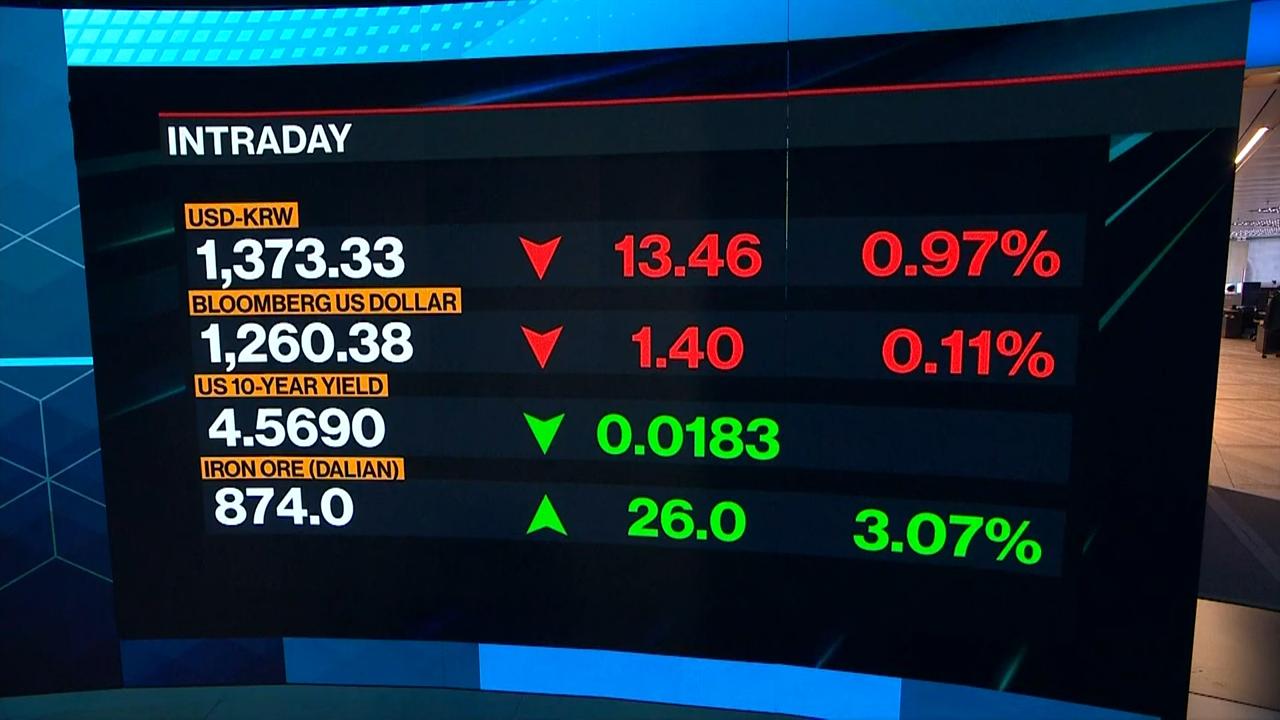 INTRADAY
USD-KRW
1,373.33 13.46 0.97%
BLOOMBERG US DOLLAR
1,260.38 1.40 0.11%
US 10-YEAR YIELD
4.5690 0.0183
IRON ORE (DALIAN)
874.0 26.0 3.07%